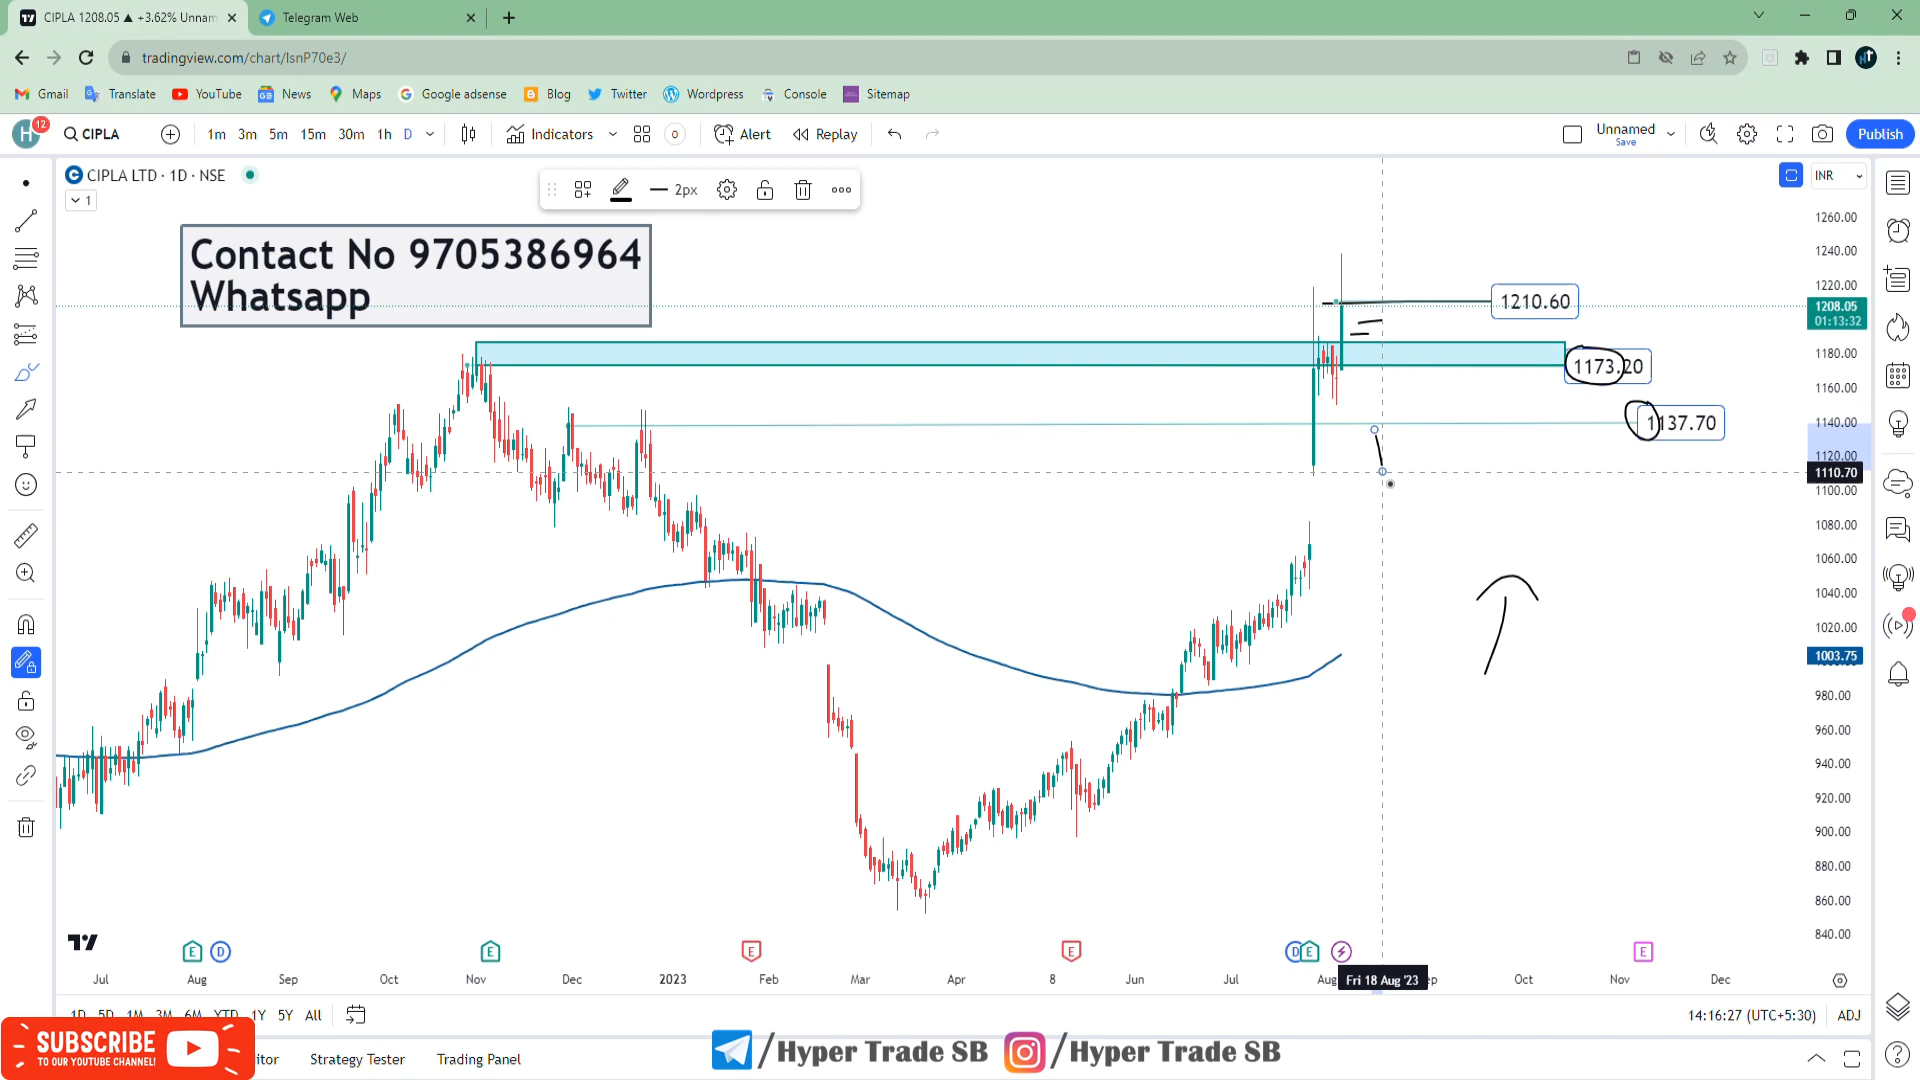 CIPLA 1208.05 ▲ +3.62% Unnam
Telegram Web
tradingview.com/chart/IsnP70e3/
Gmail Translate YouTube News Maps Google adsense Blog Twitter Wordpress Console Sitemap
H 12 CIPLA 1m 3m 5m 15m 30m 1h D Indicators Alert Replay Unnamed Save Publish
CIPLA LTD · 1D · NSE
INR
1
2px
Contact No 9705386964
Whatsapp
1210.60
1173.20
1137.70
1260.00
1240.00
1220.00
1208.05
01:13:32
1180.00
1160.00
1140.00
1120.00
1110.70
1100.00
1080.00
1060.00
1040.00
1020.00
1003.75
980.00
960.00
940.00
920.00
900.00
880.00
860.00
840.00
E D E E E D E E
Jul Aug Sep Oct Nov Dec 2023 Feb Mar Apr 8 Jun Jul Aug Fri 18 Aug '23 ep Oct Nov Dec
1D 5D 1M 3M 6M YTD 1Y 5Y All
14:16:27 (UTC+5:30) ADJ
SUBSCRIBE
TO OUR YOUTUBE CHANNEL!
itor Strategy Tester Trading Panel
/Hyper Trade SB /Hyper Trade SB